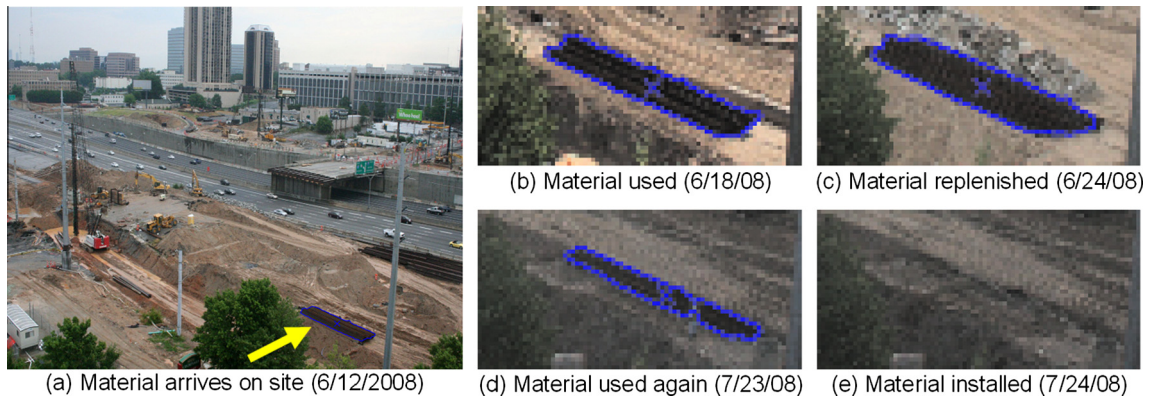 (a) Material arrives on site (6/12/2008)
(b) Material used (6/18/08)
(c) Material replenished (6/24/08)
(d) Material used again (7/23/08)
(e) Material installed (7/24/08)